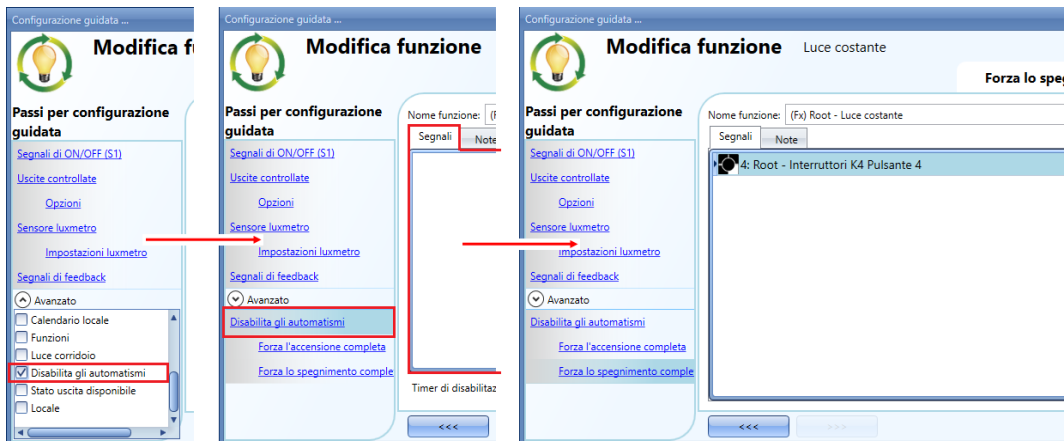 Configurazione guidata ...
Modifica f
Passi per configurazione
guidata
Segnali di ON/OFF (S1)
Uscite controllate
Opzioni
Sensore luxmetro
Impostazioni luxmetro
Segnali di feedback
Avanzato
Calendario locale
Funzioni
Luce corridoio
Disabilita gli automatismi
Stato uscita disponibile
Locale
Configurazione guidata ...
Modifica funzione
Passi per configurazione
guidata
Segnali di ON/OFF (S1)
Uscite controllate
Opzioni
Sensore luxmetro
Impostazioni luxmetro
Segnali di feedback
Avanzato
Disabilita gli automatismi
Forza l'accensione completa
Forza lo spegnimento comple
Nome funzione: (F
Segnali Note
Timer di disabilitaz
<<<
Configurazione guidata ...
Modifica funzione Luce costante
Forza lo speg
Passi per configurazione
guidata
Segnali di ON/OFF (S1)
Uscite controllate
Opzioni
Sensore luxmetro
Impostazioni luxmetro
Segnali di feedback
Avanzato
Disabilita gli automatismi
Forza l'accensione completa
Forza lo spegnimento comple
Nome funzione: (Fx) Root - Luce costante
Segnali Note
4: Root - Interruttori K4 Pulsante 4
<<< >>>